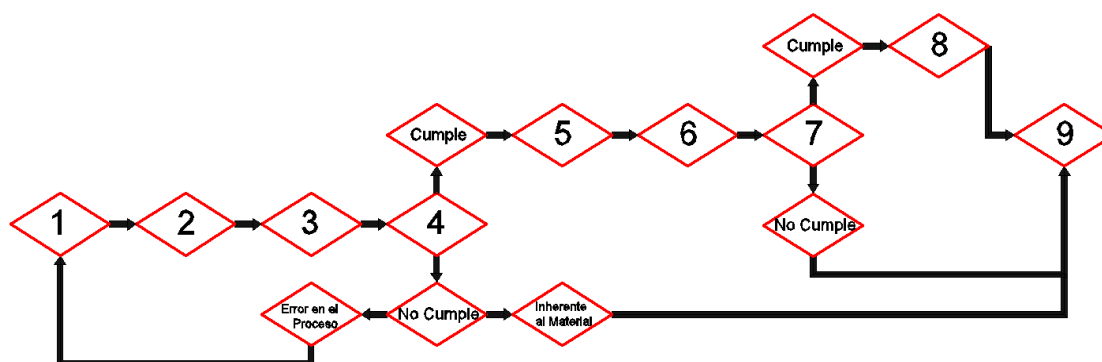 Cumple
8
Cumple
5
6
7
9
1
2
3
4
No Cumple
Error en el
Proceso
No Cumple
Inherente
al Material